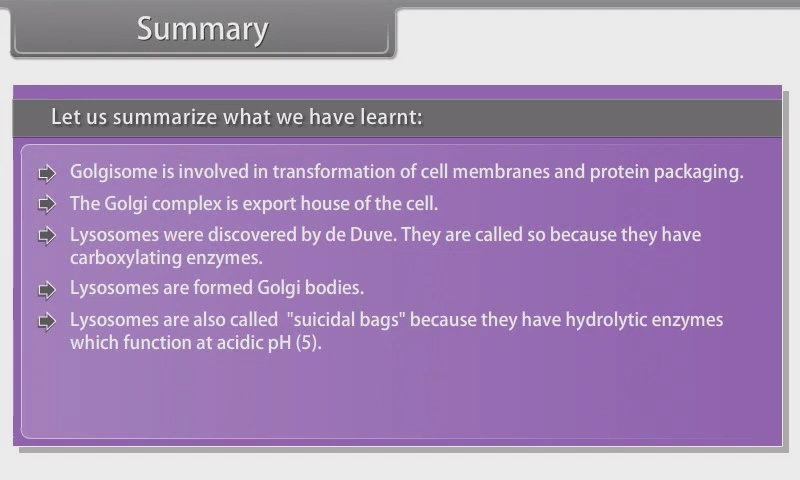 Summary
Let us summarize what we have learnt:
Golgisome is involved in transformation of cell membranes and protein packaging.
The Golgi complex is export house of the cell.
Lysosomes were discovered by de Duve. They are called so because they have
carboxylating enzymes.
Lysosomes are formed Golgi bodies.
Lysosomes are also called "suicidal bags" because they have hydrolytic enzymes
which function at acidic pH (5).